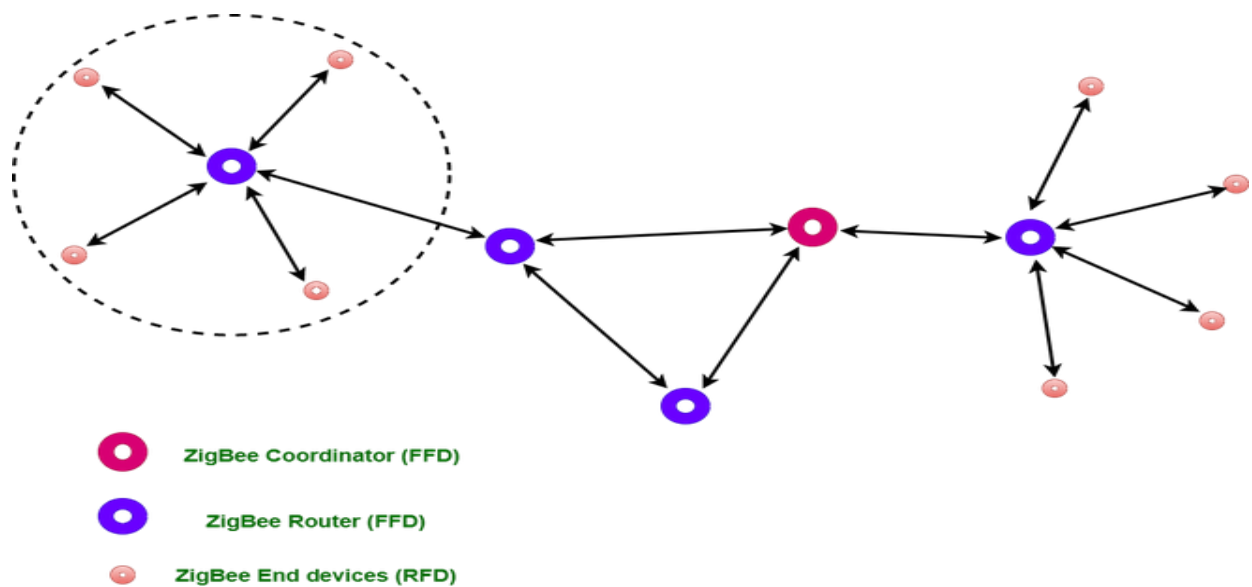 ZigBee Coordinator (FFD)
ZigBee Router (FFD)
ZigBee End devices (RFD)